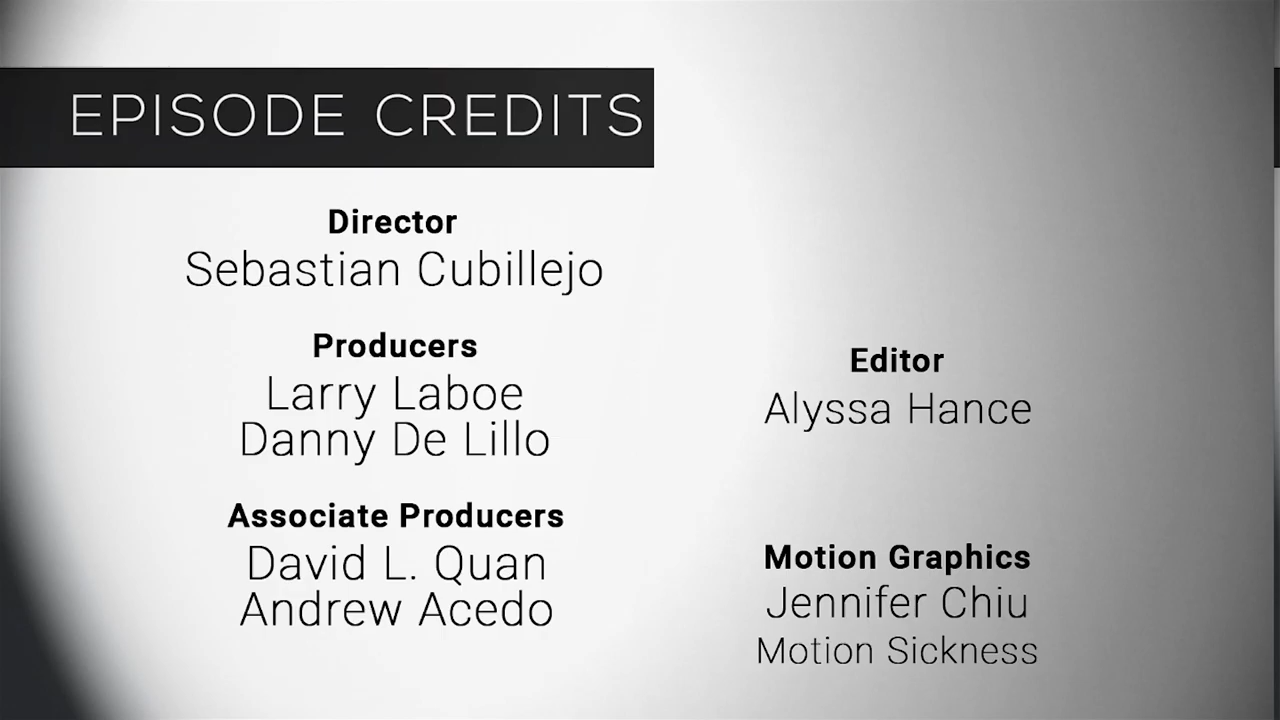 EPISODE CREDITS
Director
Sebastian Cubillejo
Producers
Larry Laboe
Danny De Lillo
Associate Producers
David L. Quan
Andrew Acedo
Editor
Alyssa Hance
Motion Graphics
Jennifer Chiu
Motion Sickness